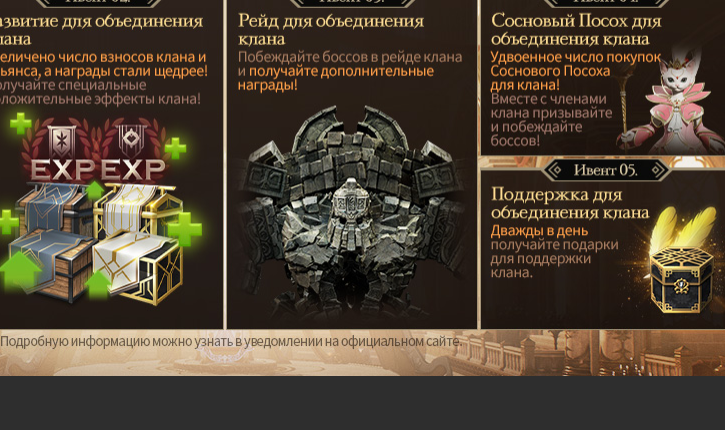 Ивент 03.
азвитие для объединения
лана
еличено число взносов клана и
ьянса, а награды стали щедрее!
олучайте специальные
ложительные эффекты клана!
EXP EXP
Рейд для объединения
клана
Побеждайте боссов в рейде клана
и получайте дополнительные
награды!
Сосновый Посох для
объединения клана
Удвоенное число покупок
Соснового Посоха
для клана!
Вместе с членами
клана призывайте
и побеждайте
боссов!
Ивент 05.
Поддержка для
объединения клана
Дважды в день
получайте подарки
для поддержки
клана.
Подробную информацию можно узнать в уведомлении на официальном сайте.